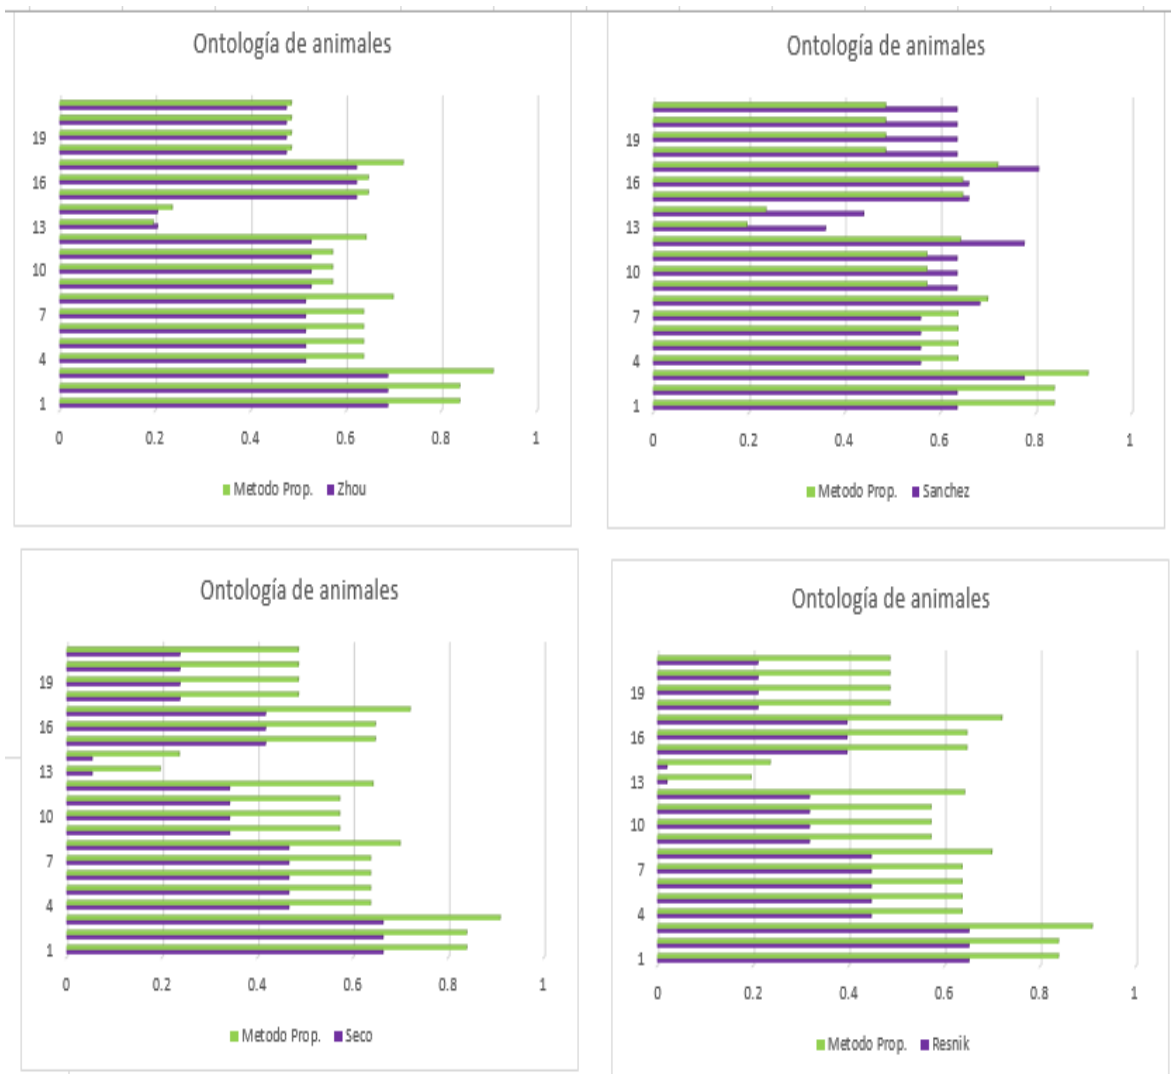 Ontología de animales
19
16
13
10
7
4
1
0 0.2 0.4 0.6 0.8 1
Metodo Prop. Zhou
Ontología de animales
19
16
13
10
7
4
1
0 0.2 0.4 0.6 0.8 1
Metodo Prop. Sanchez
Ontología de animales
19
16
13
10
7
4
1
0 0.2 0.4 0.6 0.8 1
Metodo Prop. Seco
Ontología de animales
19
16
13
10
7
4
1
0 0.2 0.4 0.6 0.8 1
Metodo Prop. Resnik